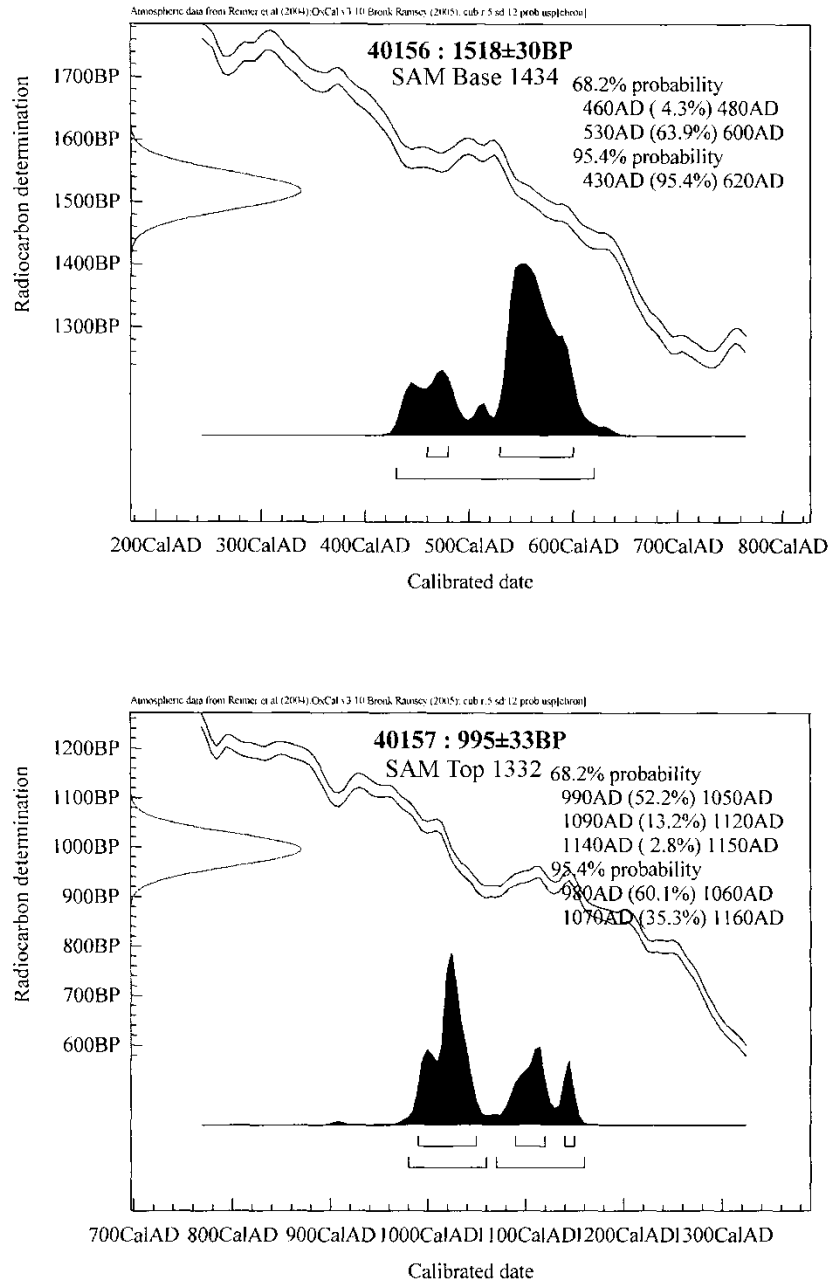 Atmospheric data from Reimer et al (2004);OxCal v3.10 Bronk Ramsey (2005); cub r:5 sd:12 prob usp[chron]
40156 : 1518±30BP
SAM Base 1434
68.2% probability
460AD ( 4.3%) 480AD
530AD (63.9%) 600AD
95.4% probability
430AD (95.4%) 620AD
Radiocarbon determination
1700BP
1600BP
1500BP
1400BP
1300BP
200CalAD 300CalAD 400CalAD 500CalAD 600CalAD 700CalAD 800CalAD
Calibrated date
Atmospheric data from Reimer et al (2004);OxCal v3.10 Bronk Ramsey (2005); cub r:5 sd:12 prob usp[chron]
40157 : 995±33BP
SAM Top 1332
68.2% probability
990AD (52.2%) 1050AD
1090AD (13.2%) 1120AD
1140AD ( 2.8%) 1150AD
95.4% probability
980AD (60.1%) 1060AD
1070AD (35.3%) 1160AD
Radiocarbon determination
1200BP
1100BP
1000BP
900BP
800BP
700BP
600BP
700CalAD 800CalAD 900CalAD 1000CalAD 1100CalAD 1200CalAD 1300CalAD
Calibrated date